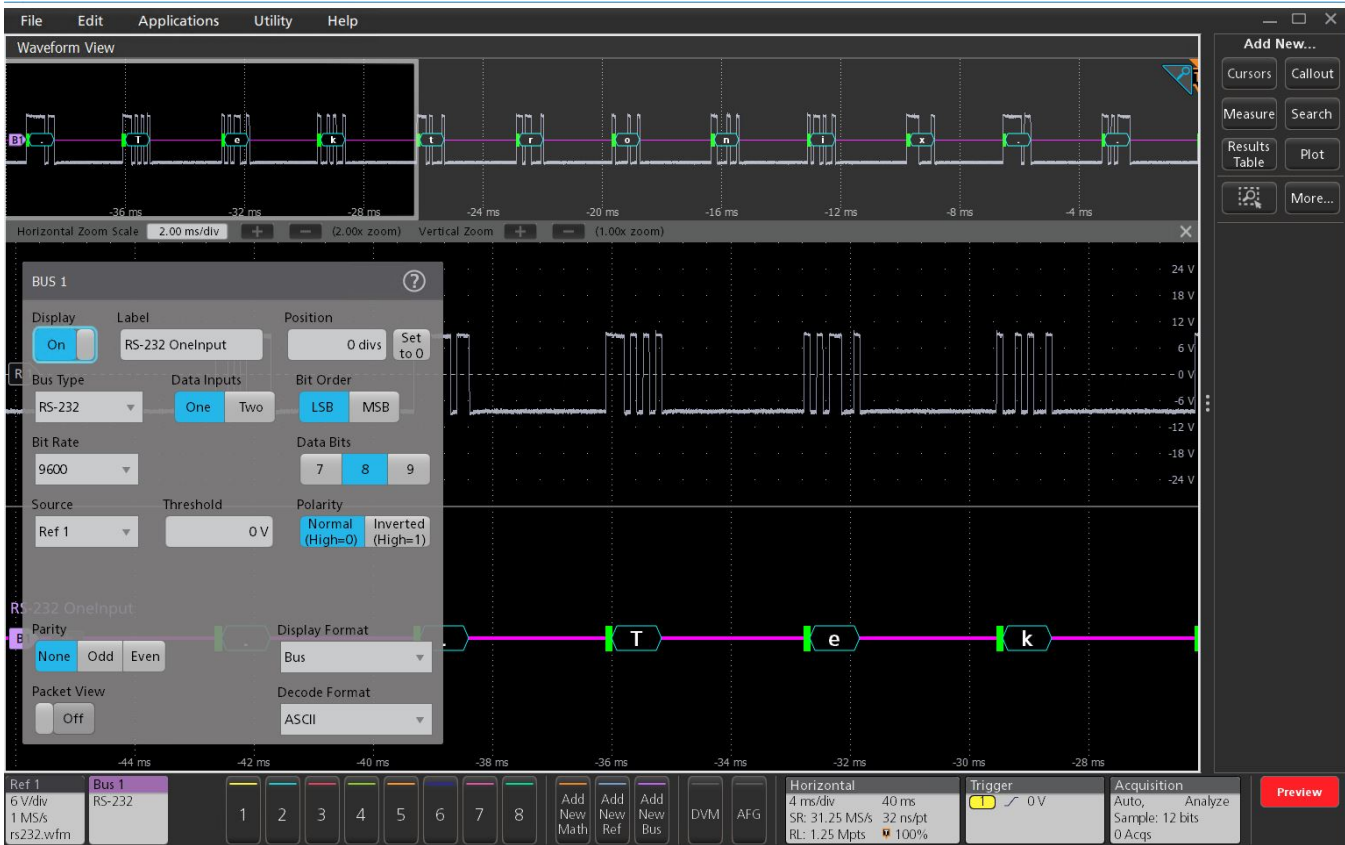 File Edit Applications Utility Help
Waveform View
Add New...
Cursors Callout
Measure Search
Results Table Plot
More...
B1 . T e k t r o n i x . .
-36 ms -32 ms -28 ms -24 ms -20 ms -16 ms -12 ms -8 ms -4 ms
Horizontal Zoom Scale 2.00 ms/div + — (2.00x zoom) Vertical Zoom + — (1.00x zoom)
24 V
18 V
12 V
6 V
0 V
-6 V
-12 V
-18 V
-24 V
BUS 1 ?
Display Label Position
On RS-232 OneInput 0 divs Set to 0
Bus Type Data Inputs Bit Order
RS-232 One Two LSB MSB
Bit Rate Data Bits
9600 7 8 9
Source Threshold Polarity
Ref 1 0 V Normal (High=0) Inverted (High=1)
RS-232 OneInput
. . T e k
Parity Display Format
None Odd Even Bus
Packet View Decode Format
Off ASCII
-44 ms -42 ms -40 ms -38 ms -36 ms -34 ms -32 ms -30 ms -28 ms
Ref 1
6 V/div
1 MS/s
rs232.wfm
Bus 1
RS-232
1 2 3 4 5 6 7 8
Add New Math
Add New Ref
Add New Bus
DVM AFG
Horizontal
4 ms/div 40 ms
SR: 31.25 MS/s 32 ns/pt
RL: 1.25 Mpts 100%
Trigger
1 0 V
Acquisition
Auto, Analyze
Sample: 12 bits
0 Acqs
Preview